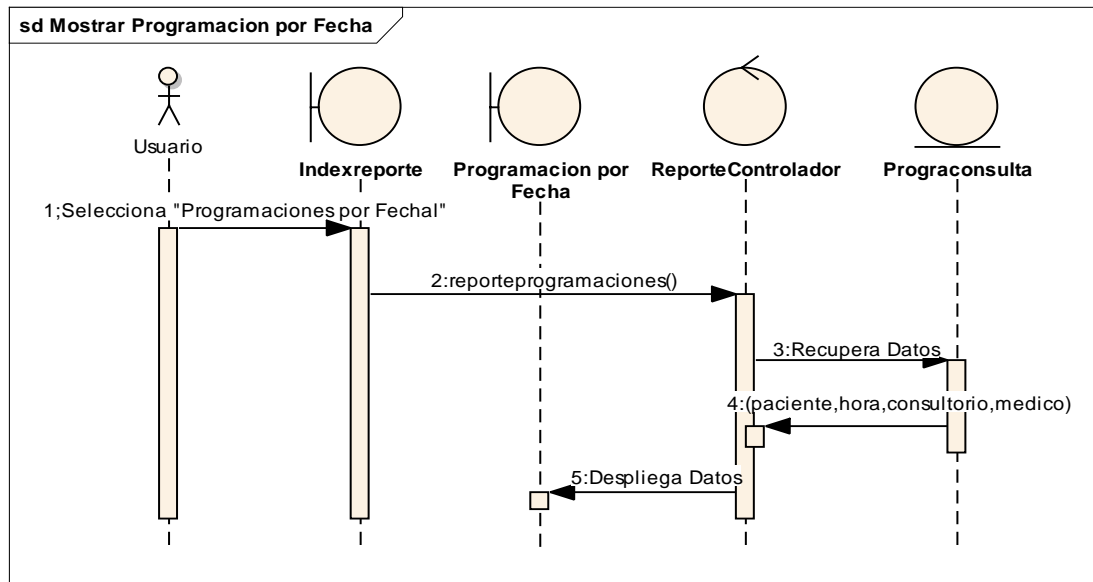 sd Mostrar Programacion por Fecha
Usuario
Indexreporte
Programacion por
Fecha
ReporteControlador
Prograconsulta
1;Selecciona "Programaciones por Fechal"
2:reporteprogramaciones()
3:Recupera Datos
4:(paciente,hora,consultorio,medico)
5:Despliega Datos